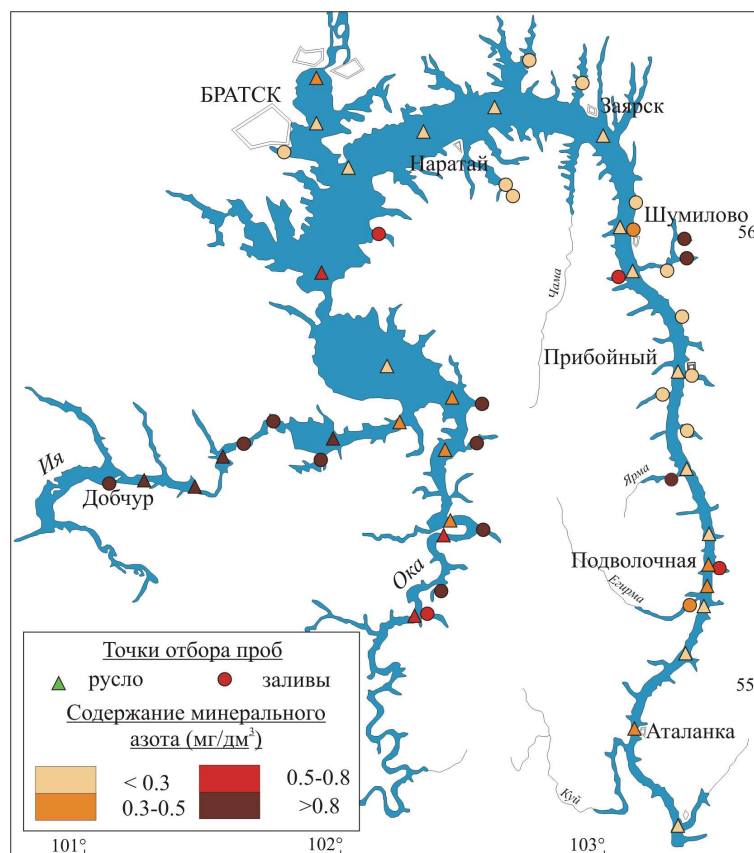 БРАТСК
Заярск
Наратай
Шумилово
56
Чама
Прибойный
Ия
Добчур
Ярма
Ока
Подволочная
Егирма
Точки отбора проб
русло
заливы
Содержание минерального
азота (мг/дм³)
< 0.3
0.5-0.8
0.3-0.5
>0.8
55
Аталанка
Куй
101°
102°
103°